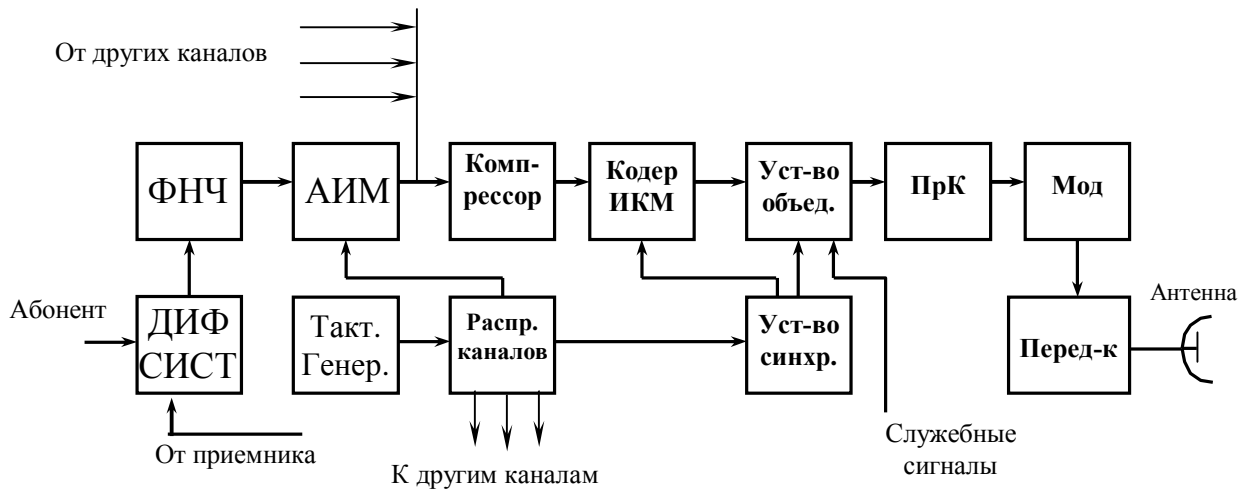 От других каналов
ФНЧ
АИМ
Комп-
рессор
Кодер
ИКМ
Уст-во
объед.
ПрК
Мод
Абонент
ДИФ
СИСТ
Такт.
Генер.
Распр.
каналов
Уст-во
синхр.
Перед-к
Антенна
От приемника
К другим каналам
Служебные
сигналы